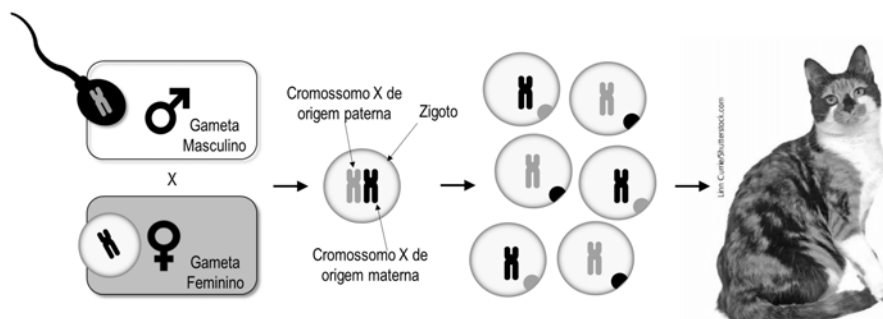 Gameta
Masculino
X
Gameta
Feminino
Cromossomo X de
origem paterna
Zigoto
Cromossomo X de
origem materna
Linn Currie/Shutterstock.com